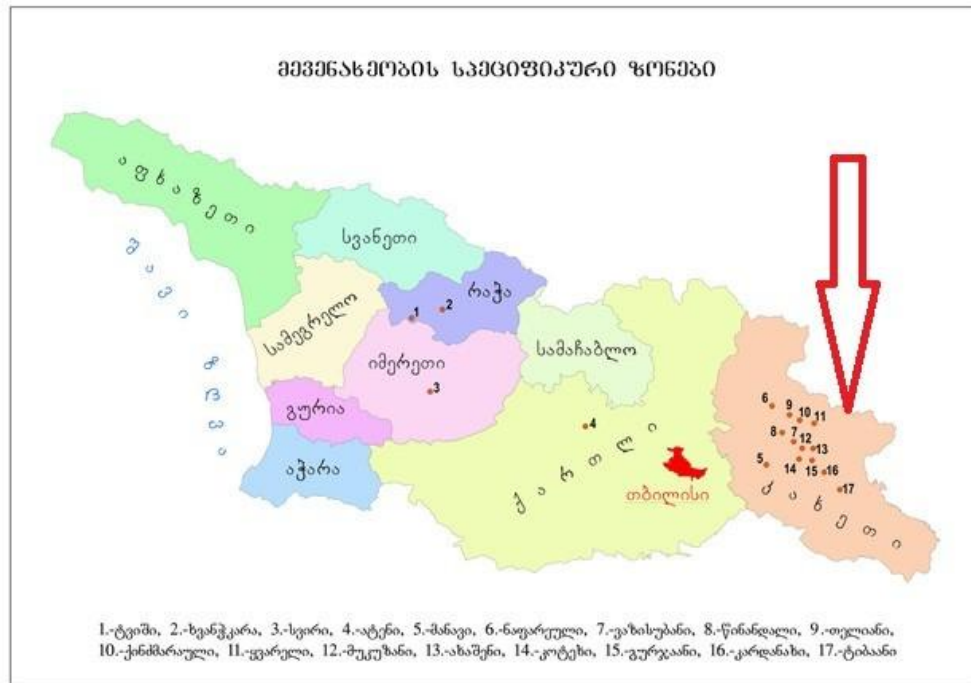 მევენახეობის სპეციფიკური ზონები
აფხაზეთი
სვანეთი
რაჭა
1
2
სამეგრელო
იმერეთი
3
სამაჩაბლო
გურია
აჭარა
შავი
ზღვა
ქართლი
4
თბილისი
კახეთი
6
9
10
11
8
7
12
13
5
14
15
16
17
1.-ტვიში, 2.-ხვანჭკარა, 3.-სვირი, 4.-ატენი, 5.-მანავი, 6.-ნაფარეული, 7.-ვაზისუბანი, 8.-წინანდალი, 9.-თელიანი,
10.-ქინძმარაული, 11.-ყვარელი, 12.-მუკუზანი, 13.-ახაშენი, 14.-კოტეხი, 15.-გურჯაანი, 16.-კარდანახი, 17.-ტიბაანი